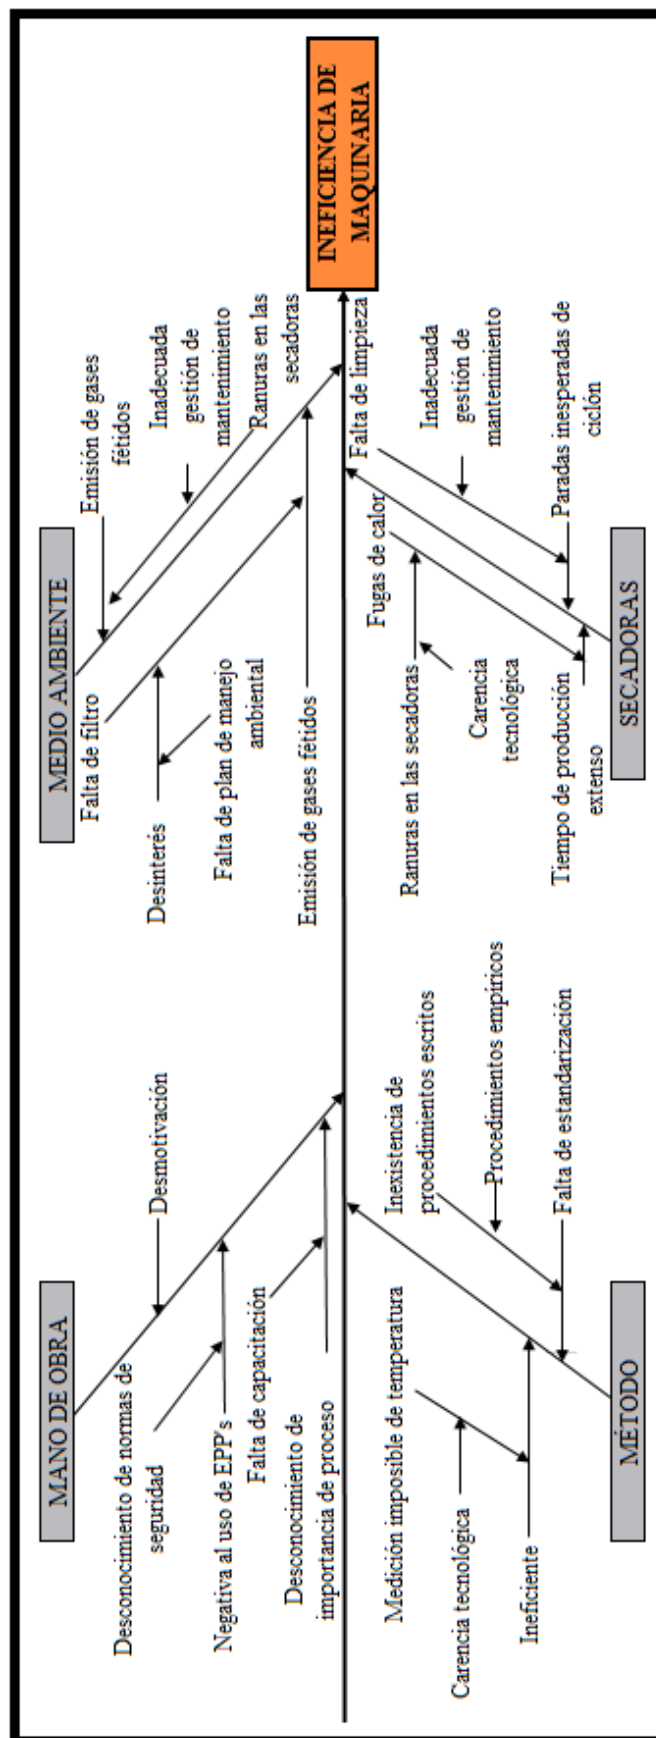 MANO DE OBRA
Desconocimiento de normas de
seguridad
Desmotivación
Negativa al uso de EPP's
Falta de capacitación
Desconocimiento de
importancia de proceso
MEDIO AMBIENTE
Falta de filtro
Emisión de gases
fétidos
Desinterés
Inadecuada
gestión de
mantenimiento
Falta de plan de manejo
ambiental
Ranuras en las
secadoras
Emisión de gases fétidos
INEFICIENCIA DE
MAQUINARIA
Medición imposible de temperatura
Carencia tecnológica
Ineficiente
Inexistencia de
procedimientos escritos
Procedimientos empíricos
Falta de estandarización
MÉTODO
Falta de limpieza
Fugas de calor
Ranuras en las secadoras
Inadecuada
gestión de
mantenimiento
Carencia
tecnológica
Paradas inesperadas de
ciclón
Tiempo de producción
extenso
SECADORAS